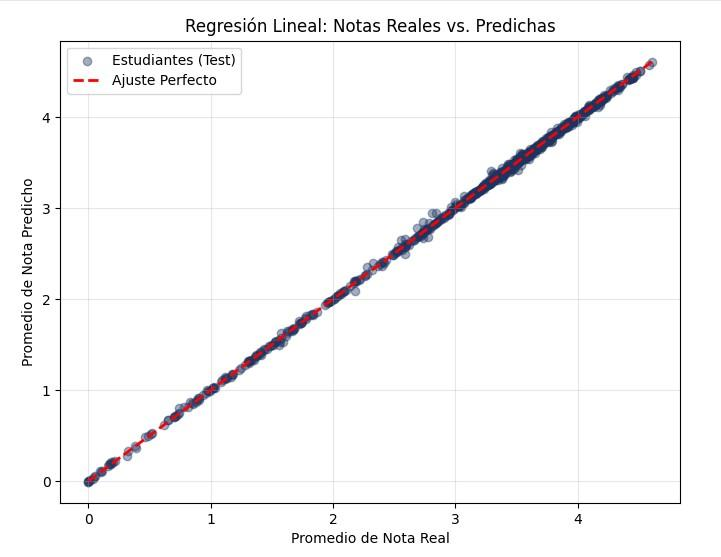 Regresión Lineal: Notas Reales vs. Predichas
Estudiantes (Test)
Ajuste Perfecto
Promedio de Nota Predicho
4
3
2
1
0
0 1 2 3 4
Promedio de Nota Real